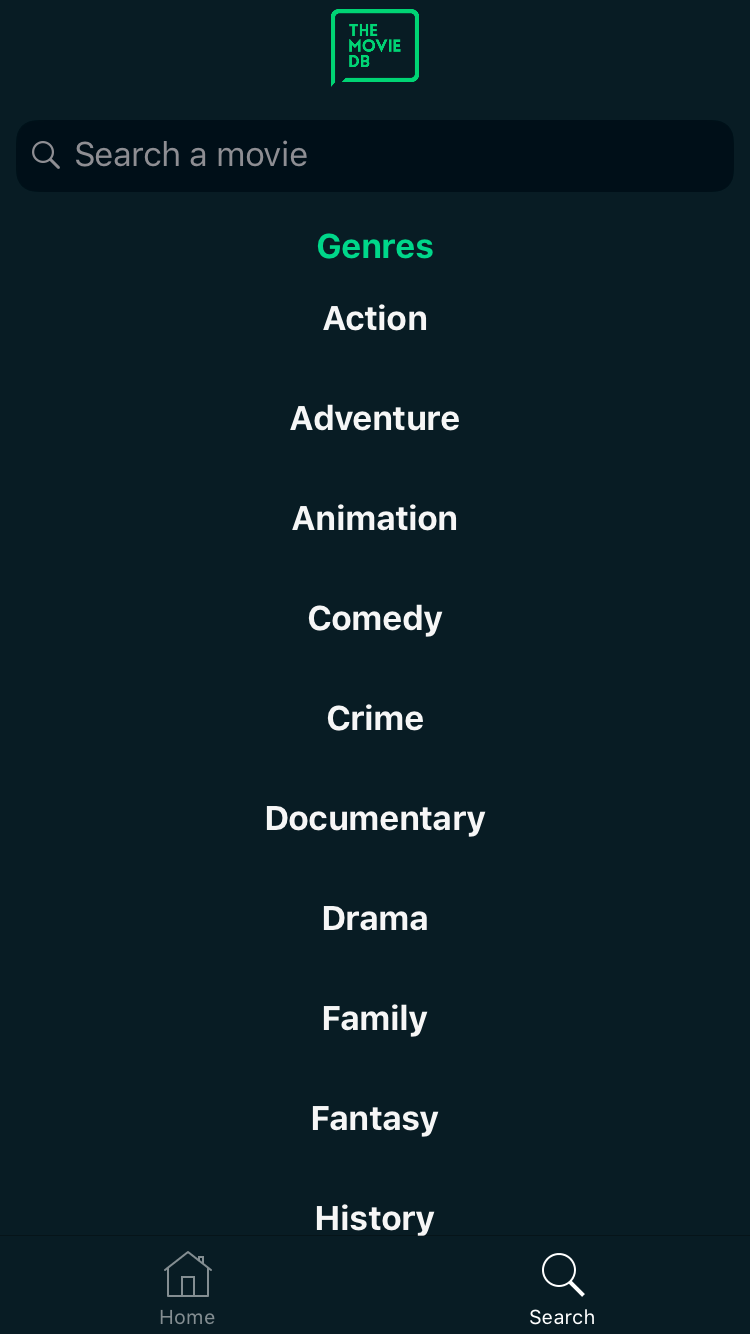 THE
MOVIE
DB
Search a movie
Genres
Action
Adventure
Animation
Comedy
Crime
Documentary
Drama
Family
Fantasy
History
Home
Search